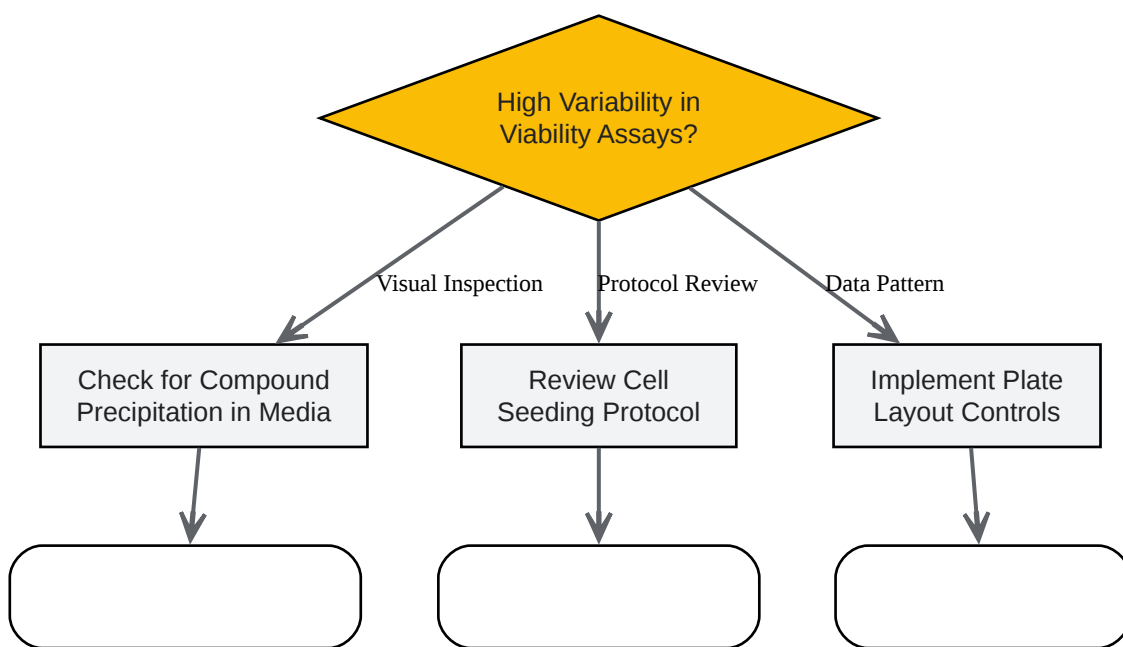 High Variability in
Viability Assays?
Visual Inspection
Protocol Review
Data Pattern
Check for Compound
Precipitation in Media
Review Cell
Seeding Protocol
Implement Plate
Layout Controls